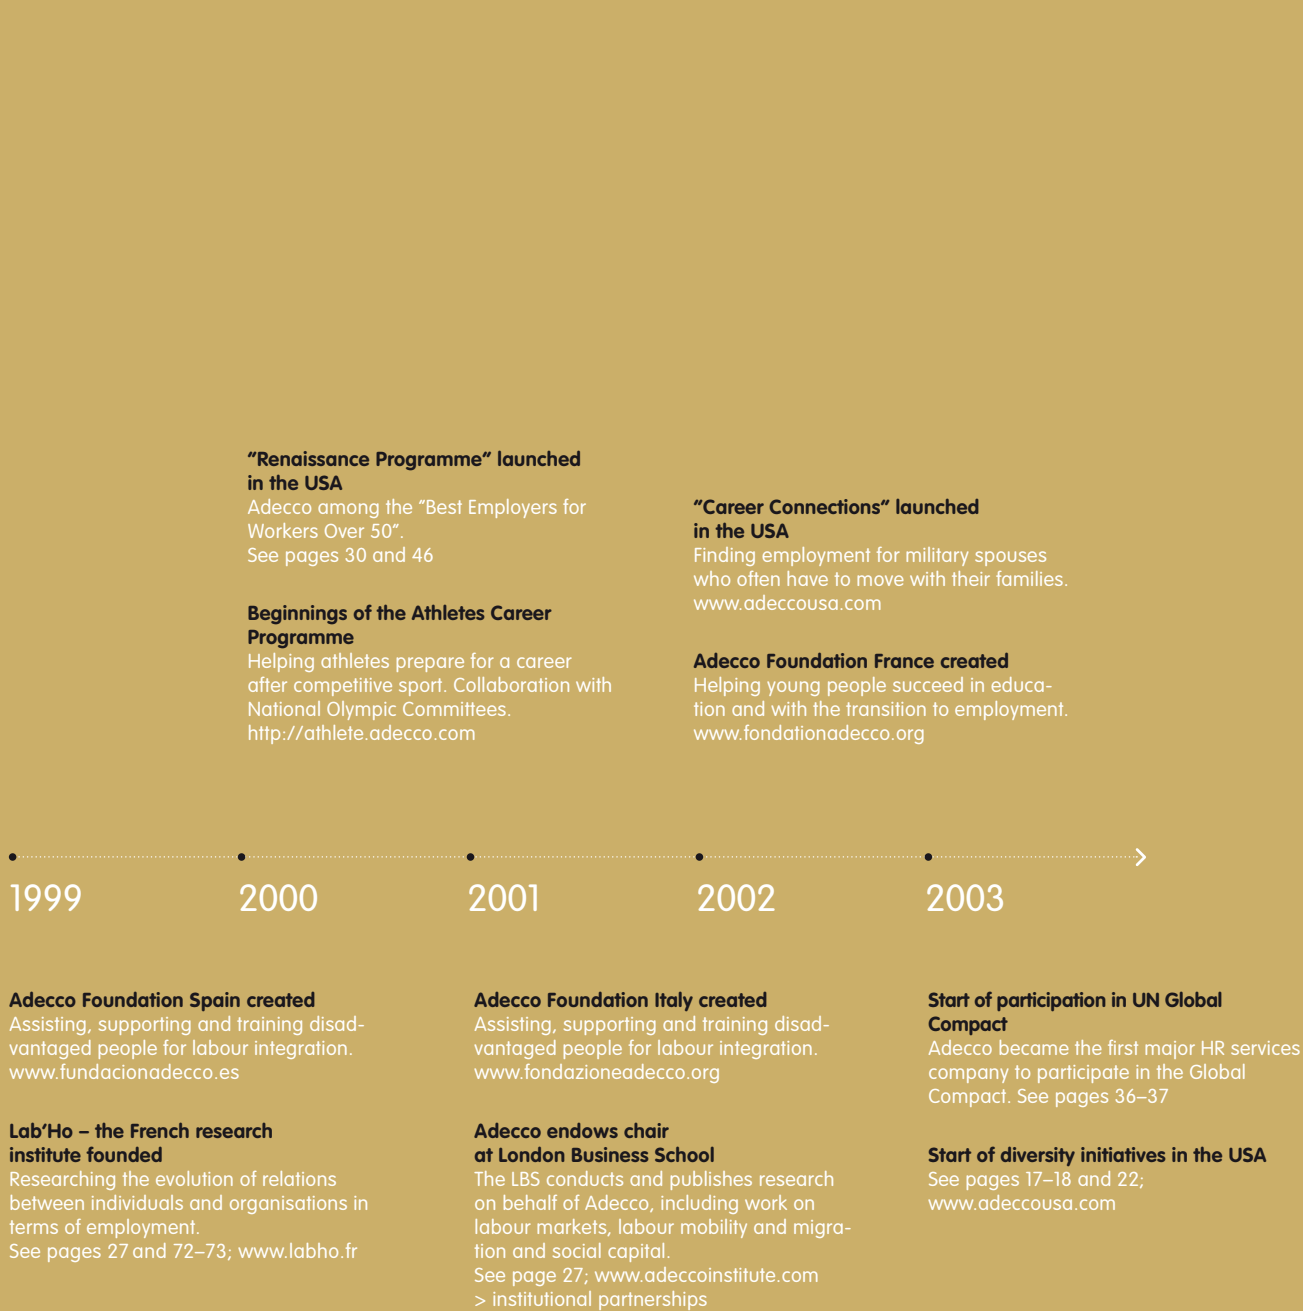 “Renaissance Programme“ launched
in the USA
Adecco among the “Best Employers for
Workers Over 50“.
See pages 30 and 46
Beginnings of the Athletes Career
Programme
Helping athletes prepare for a career
after competitive sport. Collaboration with
National Olympic Committees.
http://athlete.adecco.com
“Career Connections“ launched
in the USA
Finding employment for military spouses
who often have to move with their families.
www.adeccousa.com
Adecco Foundation France created
Helping young people succeed in educa-
tion and with the transition to employment.
www.fondationadecco.org
1999
2000
2001
2002
2003
Adecco Foundation Spain created
Assisting, supporting and training disad-
vantaged people for labour integration.
www.fundacionadecco.es
Lab’Ho – the French research
institute founded
Researching the evolution of relations
between individuals and organisations in
terms of employment.
See pages 27 and 72–73; www.labho.fr
Adecco Foundation Italy created
Assisting, supporting and training disad-
vantaged people for labour integration.
www.fondazioneadecco.org
Adecco endows chair
at London Business School
The LBS conducts and publishes research
on behalf of Adecco, including work on
labour markets, labour mobility and migra-
tion and social capital.
See page 27; www.adeccoinstitute.com
> institutional partnerships
Start of participation in UN Global
Compact
Adecco became the first major HR services
company to participate in the Global
Compact. See pages 36–37
Start of diversity initiatives in the USA
See pages 17–18 and 22;
www.adeccousa.com